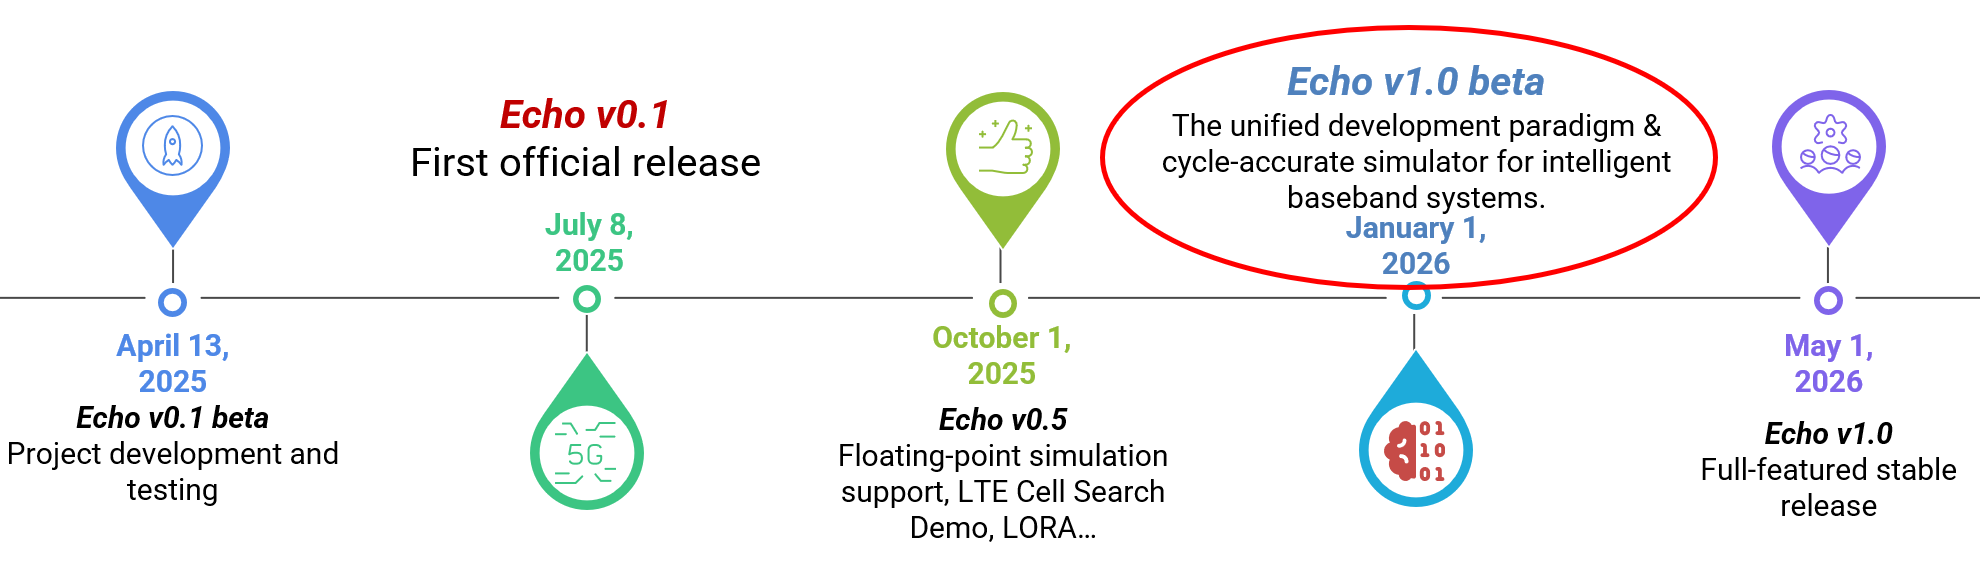 April 13,
2025
Echo v0.1 beta
Project development and
testing
Echo v0.1
First official release
July 8,
2025
5G
October 1,
2025
Echo v0.5
Floating-point simulation
support, LTE Cell Search
Demo, LORA...
Echo v1.0 beta
The unified development paradigm &
cycle-accurate simulator for intelligent
baseband systems.
January 1,
2026
01
10
01
May 1,
2026
Echo v1.0
Full-featured stable
release